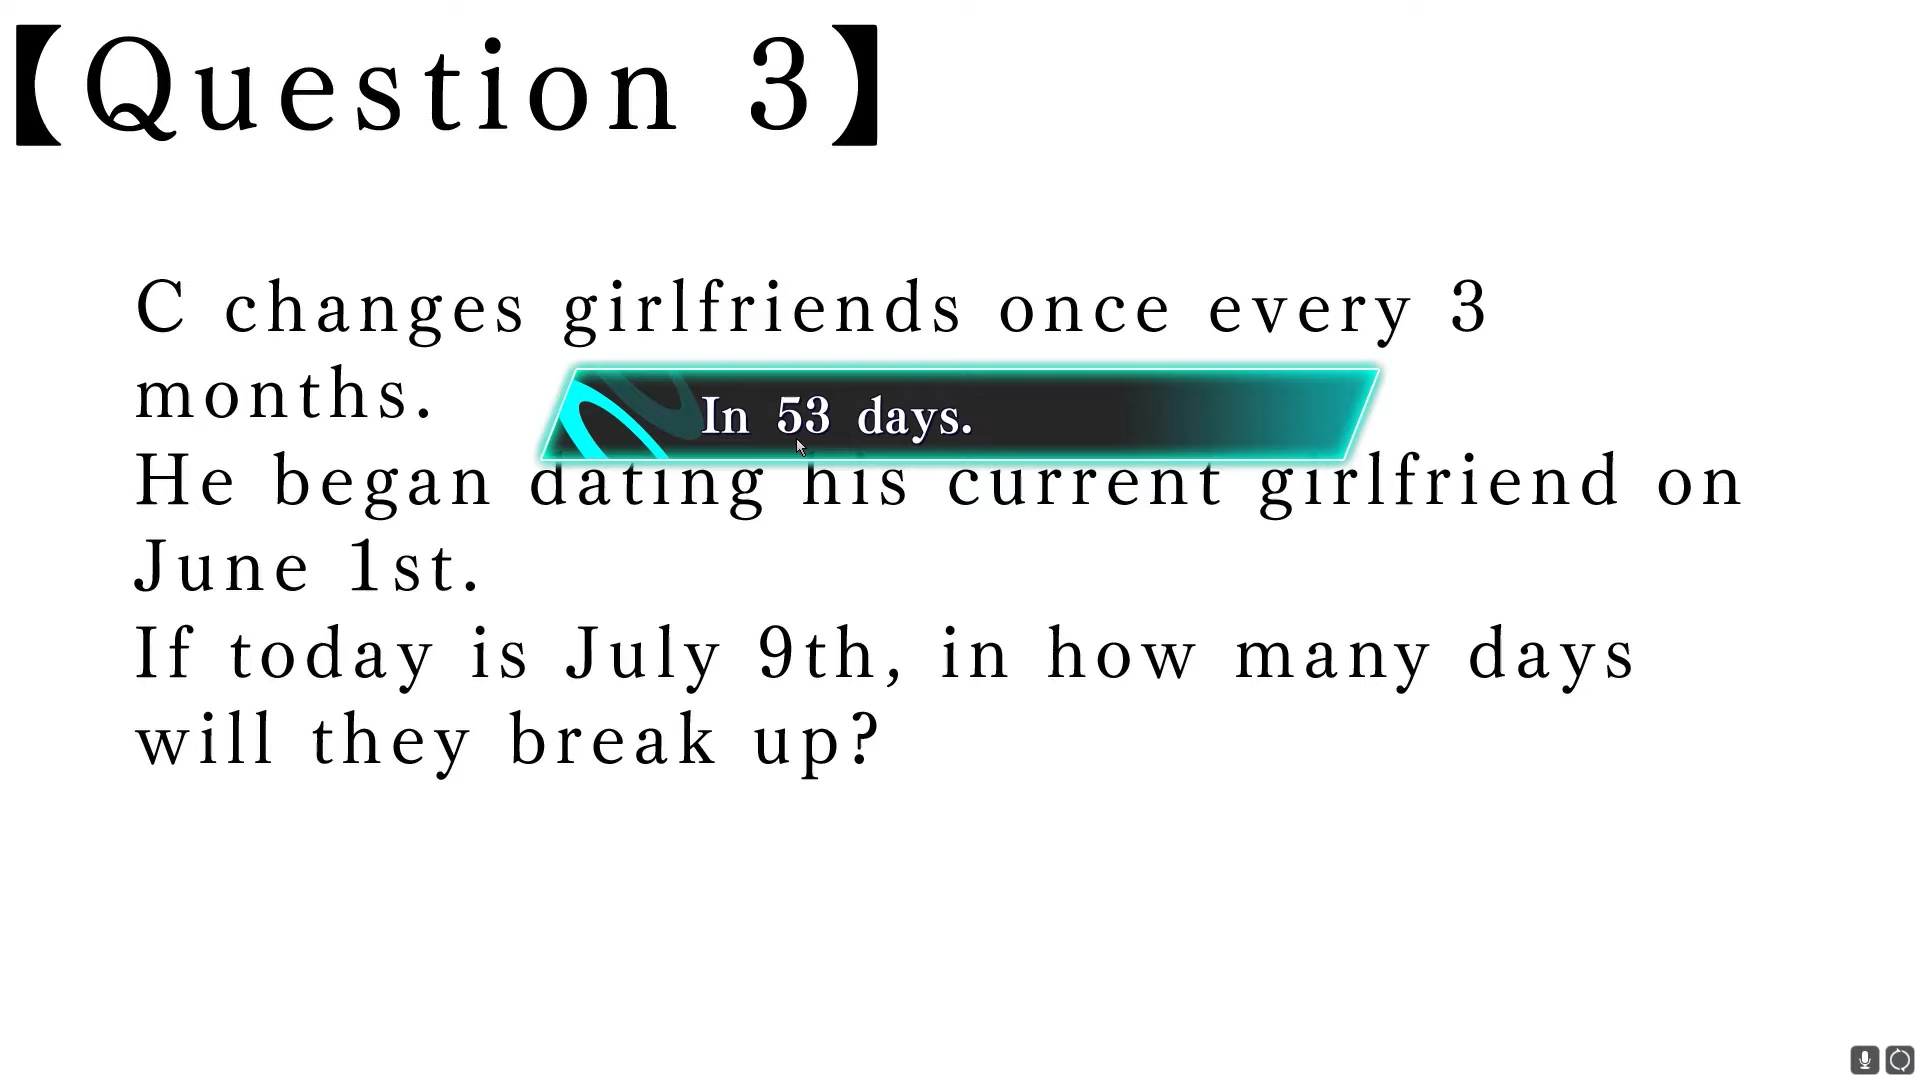 【Question 3】
C changes girlfriends once every 3
months.
In 53 days.
He began dating his current girlfriend on
June 1st.
If today is July 9th, in how many days
will they break up?